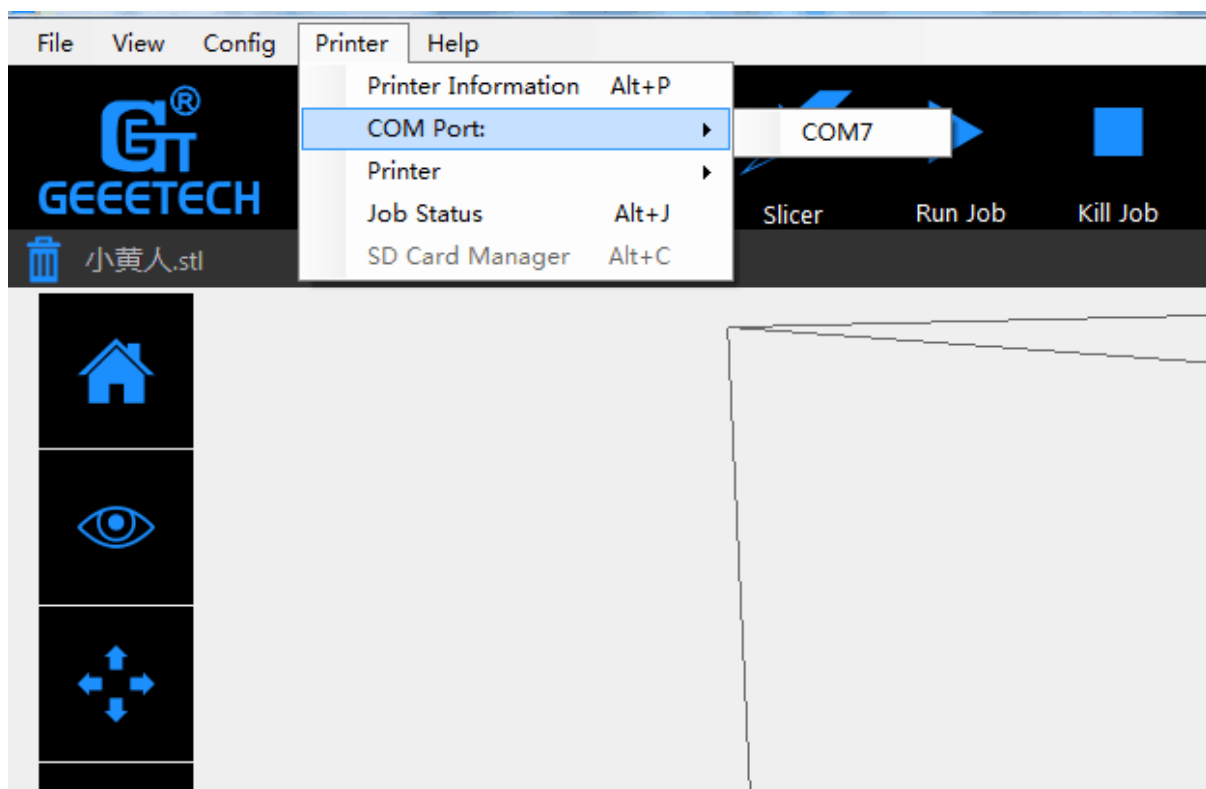 File View Config Printer Help
Printer Information Alt+P
COM Port: COM7
Printer
Job Status Alt+J
SD Card Manager Alt+C
GET®
GEEETECH
Slicer Run Job Kill Job
小黄人.stl